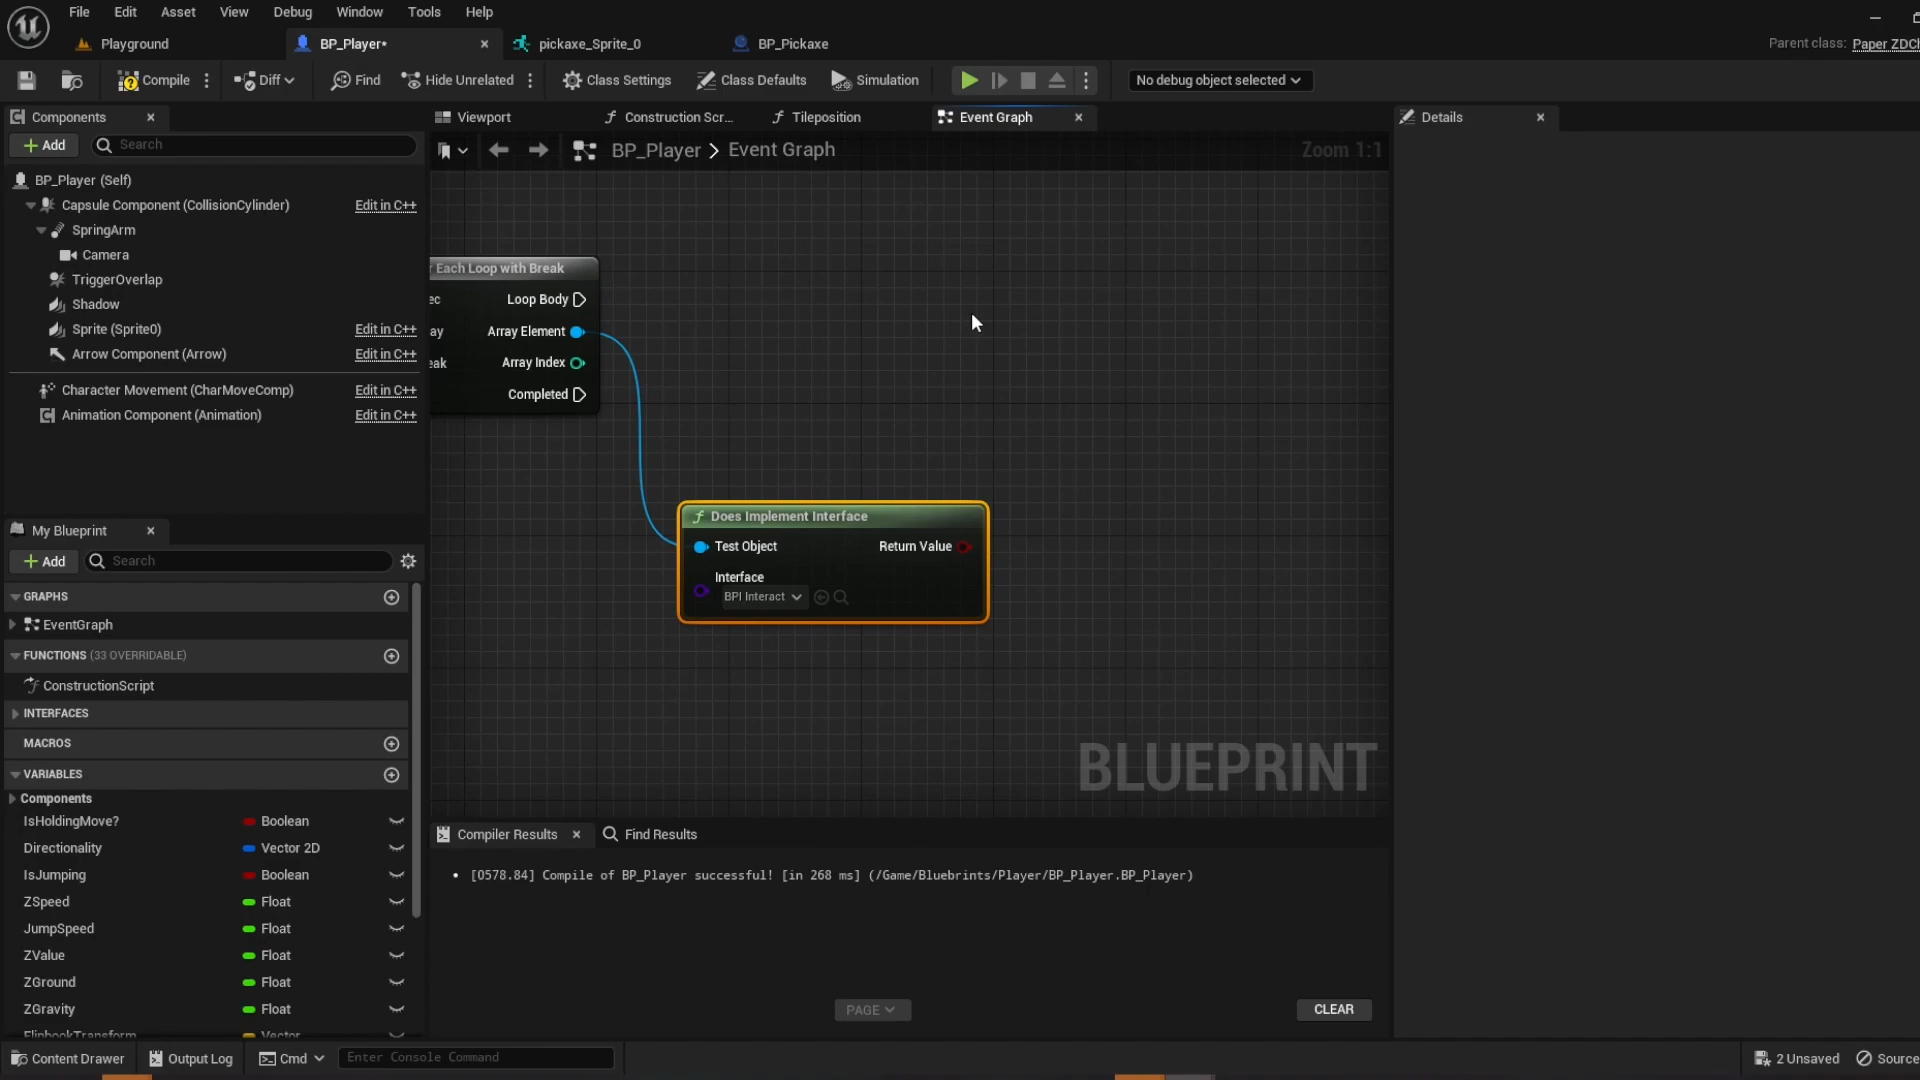 File Edit Asset View Debug Window Tools Help
Playground
BP_Player*
pickaxe_Sprite_0
BP_Pickaxe
Parent class: Paper ZDCh
Compile
Diff
Find
Hide Unrelated
Class Settings
Class Defaults
Simulation
No debug object selected
Components
Add
Search
BP_Player (Self)
Capsule Component (CollisionCylinder) Edit in C++
SpringArm
Camera
TriggerOverlap
Shadow
Sprite (Sprite0) Edit in C++
Arrow Component (Arrow) Edit in C++
Character Movement (CharMoveComp) Edit in C++
Animation Component (Animation) Edit in C++
My Blueprint
Add
Search
GRAPHS
EventGraph
FUNCTIONS (33 OVERRIDABLE)
ConstructionScript
INTERFACES
MACROS
VARIABLES
Components
IsHoldingMove? Boolean
Directionality Vector 2D
IsJumping Boolean
ZSpeed Float
JumpSpeed Float
ZValue Float
ZGround Float
ZGravity Float
FlipbookTransform Vector
Viewport
Construction Scr...
Tileposition
Event Graph
BP_Player > Event Graph
Zoom 1:1
r Each Loop with Break
ec Loop Body
ay Array Element
eak Array Index
Completed
Does Implement Interface
Test Object Return Value
Interface
BPI Interact
BLUEPRINT
Compiler Results
Find Results
• [0578.84] Compile of BP_Player successful! [in 268 ms] (/Game/Bluebrints/Player/BP_Player.BP_Player)
PAGE
CLEAR
Details
Content Drawer
Output Log
Cmd
Enter Console Command
2 Unsaved
Source